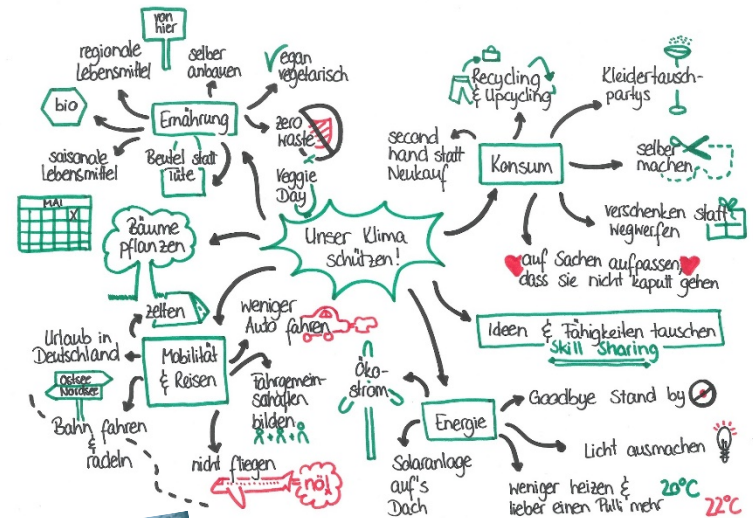 von
hier
regionale
Lebensmittel
selber
anbauen
Vegan
vegetarisch
bio
Ernährung
zero
waste
saisonale
Lebensmittel
Beutel statt
Tüte
Veggie
Day
MAI
X
Bäume
pflanzen
Unser Klima
schützen!
Recycling
& Upcycling
Kleidertausch-
partys
second
hand statt
Neukauf
Konsum
selber
machen
verschenken statt
wegwerfen
auf Sachen aufpassen,
dass sie nicht kaputt gehen
Ideen & Fähigkeiten tauschen
Skill Sharing
zelten
Urlaub in
Deutschland
Mobilität
& Reisen
weniger
Auto fahren
Ostsee
Nordsee
Fahrgemein-
schaften
bilden
+ +
Bahn fahren
&
radeln
nicht fliegen
nö!
Öko-
strom
Energie
Goodbye Stand by
Licht ausmachen
Solaranlage
auf's
Dach
weniger heizen & 20°C
lieber einen Pulli mehr 22°C